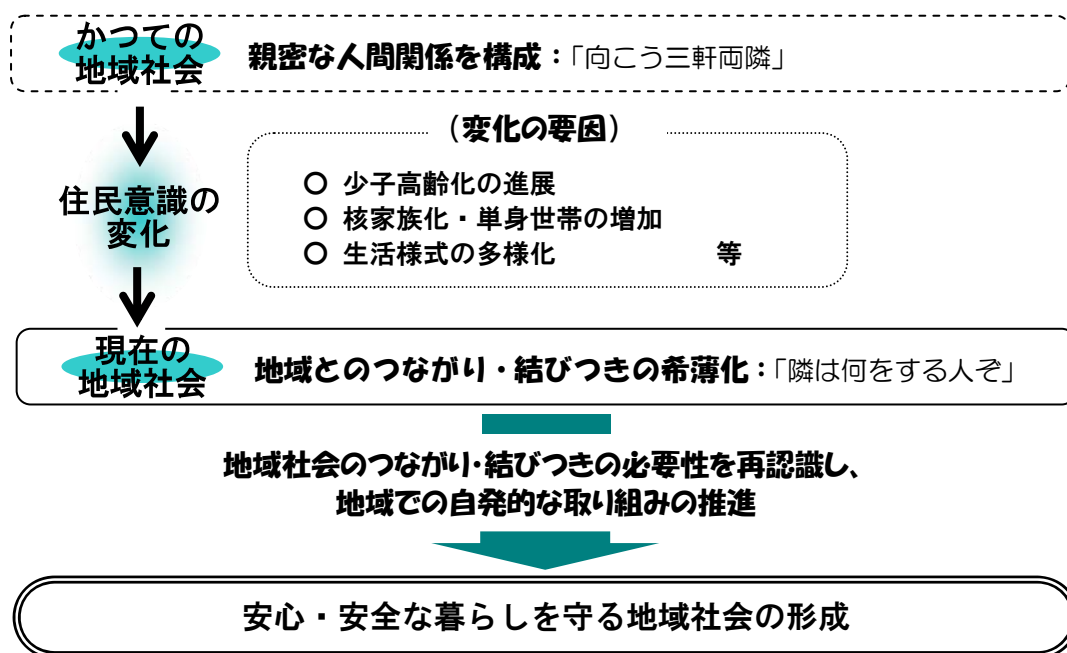 かつての
地域社会
親密な人間関係を構成：「向こう三軒両隣」
（変化の要因）
住民意識の
変化
○ 少子高齢化の進展
○ 核家族化・単身世帯の増加
○ 生活様式の多様化　　　　　等
現在の
地域社会
地域とのつながり・結びつきの希薄化：「隣は何をする人ぞ」
地域社会のつながり・結びつきの必要性を再認識し、
地域での自発的な取り組みの推進
安心・安全な暮らしを守る地域社会の形成